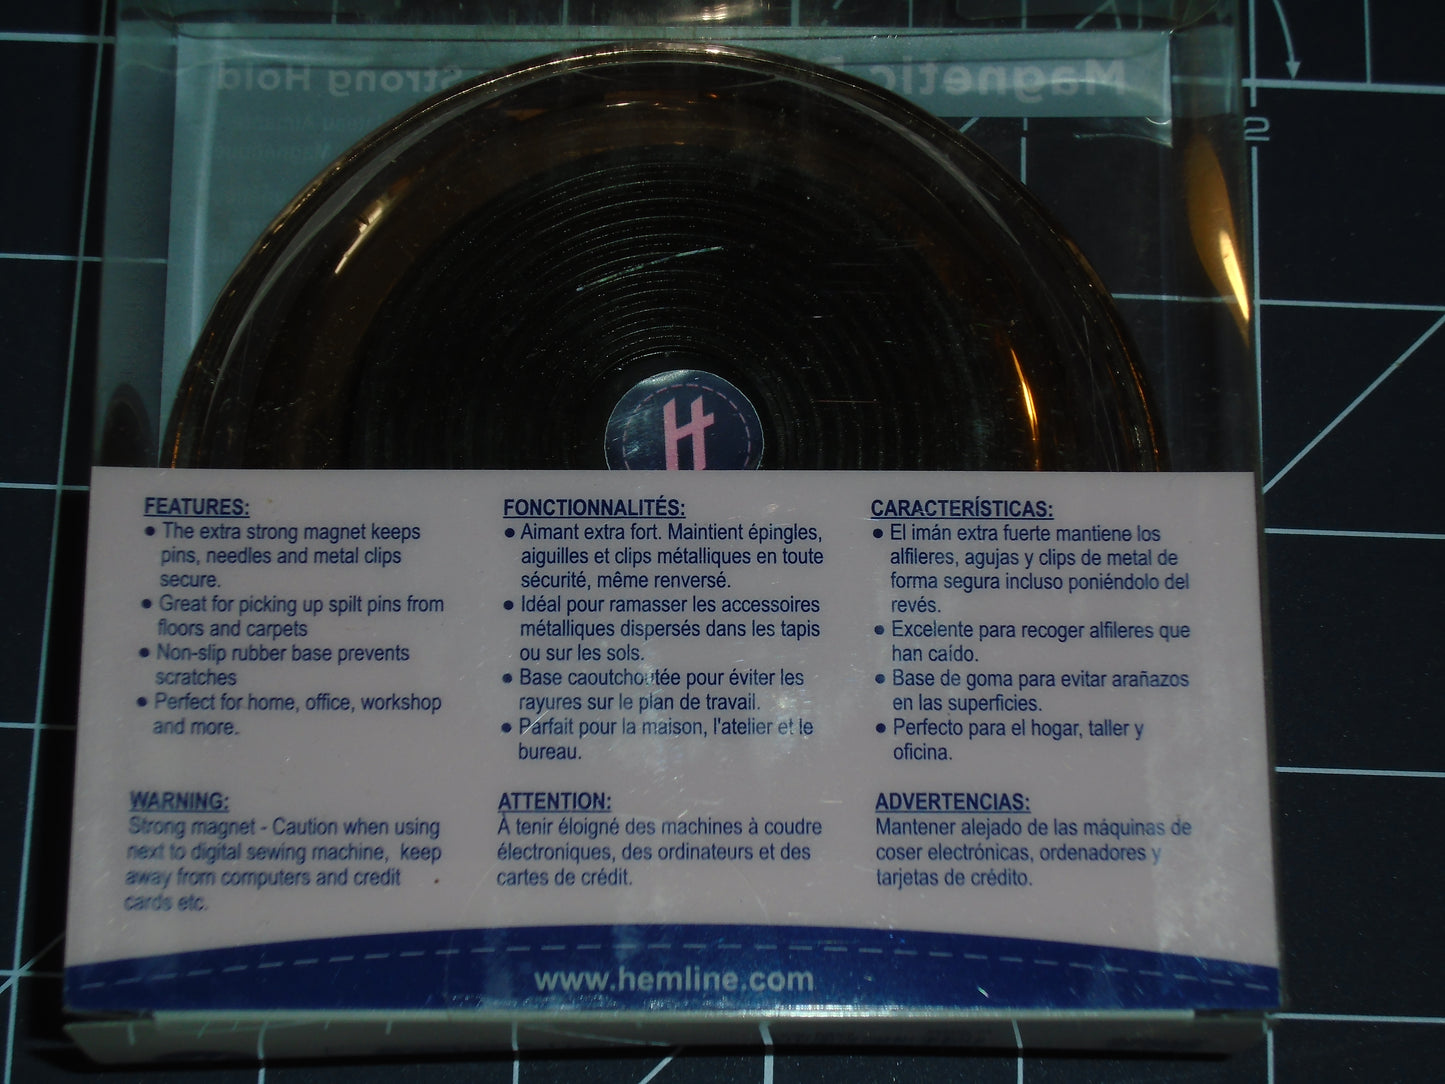 Magnetic
Strong Hold
2
H
FEATURES:
● The extra strong magnet keeps
pins, needles and metal clips
secure.
● Great for picking up spilt pins from
floors and carpets
● Non-slip rubber base prevents
scratches
● Perfect for home, office, workshop
and more.
WARNING:
Strong magnet - Caution when using
next to digital sewing machine, keep
away from computers and credit
cards etc.
FONCTIONNALITÉS:
● Aimant extra fort. Maintient épingles,
aiguilles et clips métalliques en toute
sécurité, même renversé.
● Idéal pour ramasser les accessoires
métalliques dispersés dans les tapis
ou sur les sols.
● Base caoutchoutée pour éviter les
rayures sur le plan de travail.
● Parfait pour la maison, l'atelier et le
bureau.
ATTENTION:
À tenir éloigné des machines à coudre
électroniques, des ordinateurs et des
cartes de crédit.
CARACTERÍSTICAS:
● El imán extra fuerte mantiene los
alfileres, agujas y clips de metal de
forma segura incluso poniéndolo del
revés.
● Excelente para recoger alfileres que
han caído.
● Base de goma para evitar arañazos
en las superficies.
● Perfecto para el hogar, taller y
oficina.
ADVERTENCIAS:
Mantener alejado de las máquinas de
coser electrónicas, ordenadores y
tarjetas de crédito.
www.hemline.com